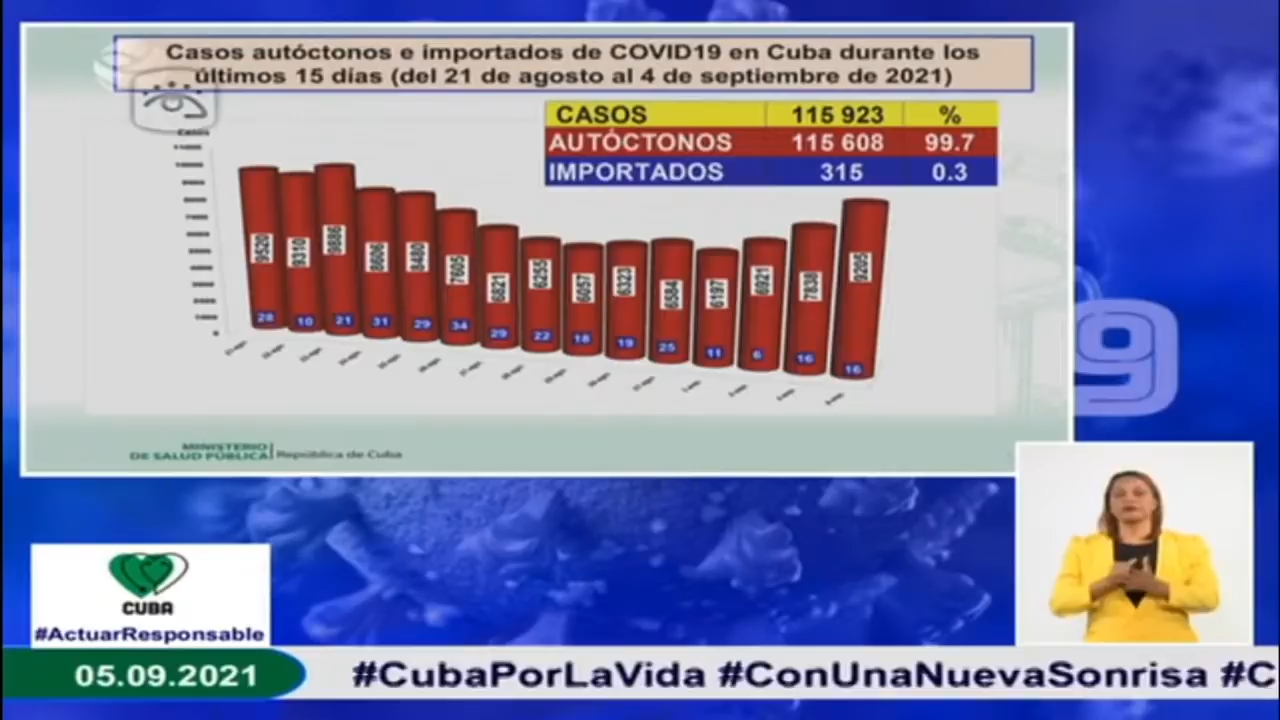 Casos autóctonos e importados de COVID19 en Cuba durante los
últimos 15 días (del 21 de agosto al 4 de septiembre de 2021)
CASOS 115 923 %
AUTÓCTONOS 115 608 99.7
IMPORTADOS 315 0.3
Casos
9520 9310 9886 8606 8480 7605 6821 6255 6057 6323 6584 6197 6921 7838 9205
28 10 21 31 29 34 29 22 18 19 25 11 6 16 16
MINISTERIO
DE SALUD PÚBLICA República de Cuba
9
CUBA
#ActuarResponsable
05.09.2021 #CubaPorLaVida #ConUnaNuevaSonrisa #C